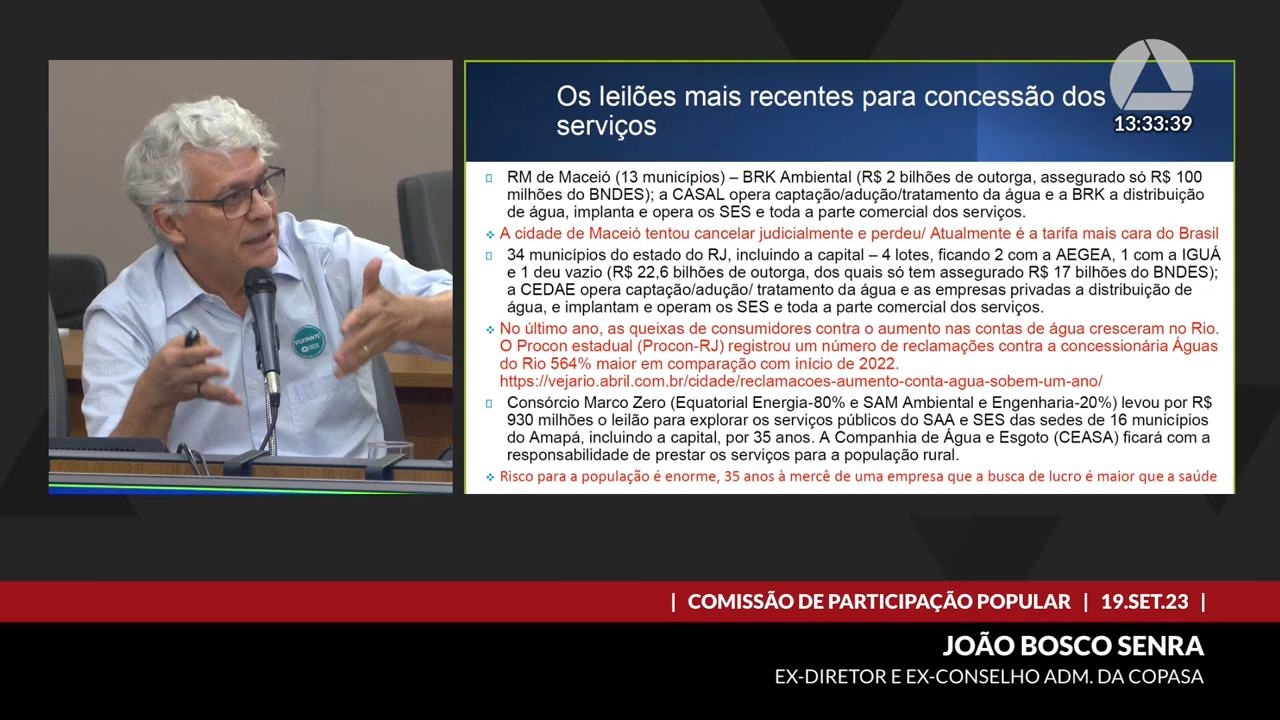 Os leilões mais recentes para concessão dos
serviços
13:33:39
RM de Maceió (13 municípios) – BRK Ambiental (R$ 2 bilhões de outorga, assegurado só R$ 100
milhões do BNDES); a CASAL opera captação/adução/tratamento da água e a BRK a distribuição
de água, implanta e opera os SES e toda a parte comercial dos serviços.
A cidade de Maceió tentou cancelar judicialmente e perdeu/ Atualmente é a tarifa mais cara do Brasil
34 municípios do estado do RJ, incluindo a capital – 4 lotes, ficando 2 com a AEGEA, 1 com a IGUÁ
e 1 deu vazio (R$ 22,6 bilhões de outorga, dos quais só tem assegurado R$ 17 bilhões do BNDES);
a CEDAE opera captação/adução/ tratamento da água e as empresas privadas a distribuição de
água, e implantam e operam os SES e toda a parte comercial dos serviços.
No último ano, as queixas de consumidores contra o aumento nas contas de água cresceram no Rio.
O Procon estadual (Procon-RJ) registrou um número de reclamações contra a concessionária Águas
do Rio 564% maior em comparação com início de 2022.
https://vejario.abril.com.br/cidade/reclamacoes-aumento-conta-agua-sobem-um-ano/
Consórcio Marco Zero (Equatorial Energia-80% e SAM Ambiental e Engenharia-20%) levou por R$
930 milhões o leilão para explorar os serviços públicos do SAA e SES das sedes de 16 municípios
do Amapá, incluindo a capital, por 35 anos. A Companhia de Água e Esgoto (CEASA) ficará com a
responsabilidade de prestar os serviços para a população rural.
Risco para a população é enorme, 35 anos à mercê de uma empresa que a busca de lucro é maior que a saúde
VISITANTE
| COMISSÃO DE PARTICIPAÇÃO POPULAR | 19.SET.23 |
JOÃO BOSCO SENRA
EX-DIRETOR E EX-CONSELHO ADM. DA COPASA